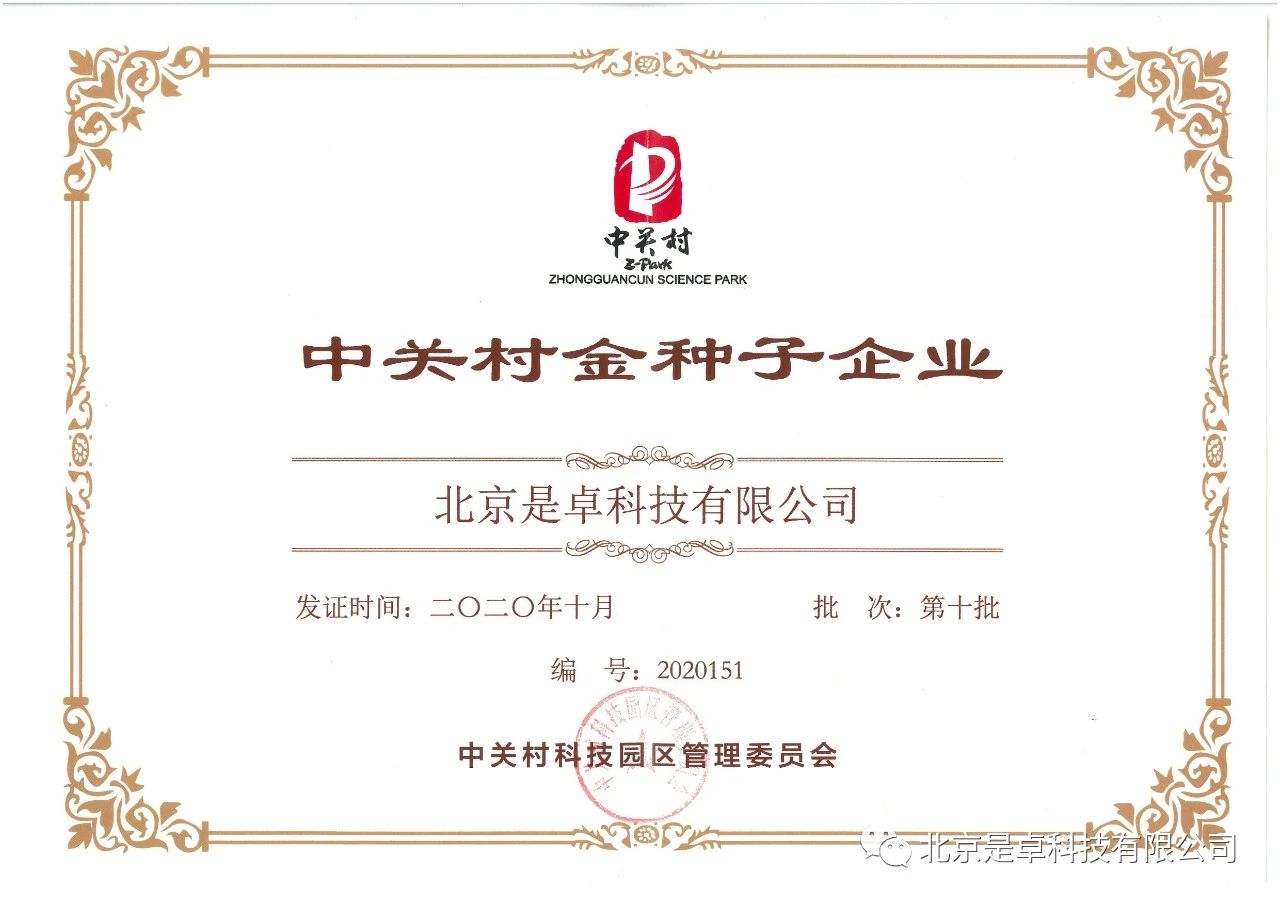 中关村
Z-Park
ZHONGGUANCUN SCIENCE PARK
中关村金种子企业
北京是卓科技有限公司
发证时间：二〇二〇年十月 批 次：第十批
编 号：2020151
中关村科技园区管理委员会
北京是卓科技有限公司